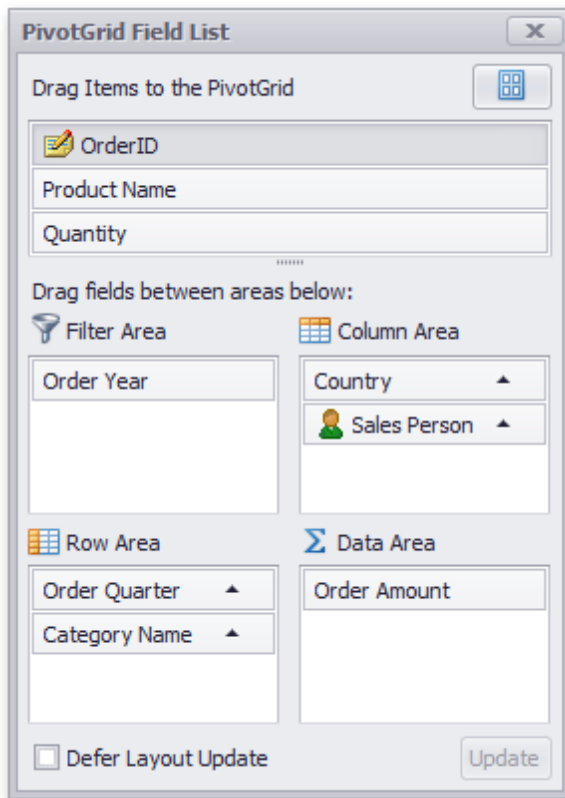 PivotGrid Field List
Drag Items to the PivotGrid
OrderID
Product Name
Quantity
Drag fields between areas below:
Filter Area
Column Area
Order Year
Country
Sales Person
Row Area
Σ Data Area
Order Quarter
Order Amount
Category Name
Defer Layout Update
Update